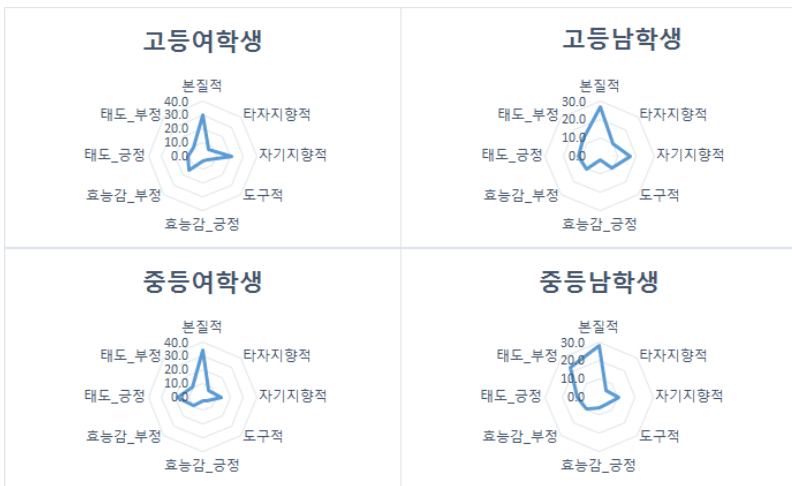 고등여학생
본질적
타자지향적
자기지향적
도구적
효능감_긍정
효능감_부정
태도_긍정
태도_부정
40.0
30.0
20.0
10.0
0.0
고등남학생
본질적
타자지향적
자기지향적
도구적
효능감_긍정
효능감_부정
태도_긍정
태도_부정
30.0
20.0
10.0
0.0
중등여학생
본질적
타자지향적
자기지향적
도구적
효능감_긍정
효능감_부정
태도_긍정
태도_부정
40.0
30.0
20.0
10.0
0.0
중등남학생
본질적
타자지향적
자기지향적
도구적
효능감_긍정
효능감_부정
태도_긍정
태도_부정
30.0
20.0
10.0
0.0